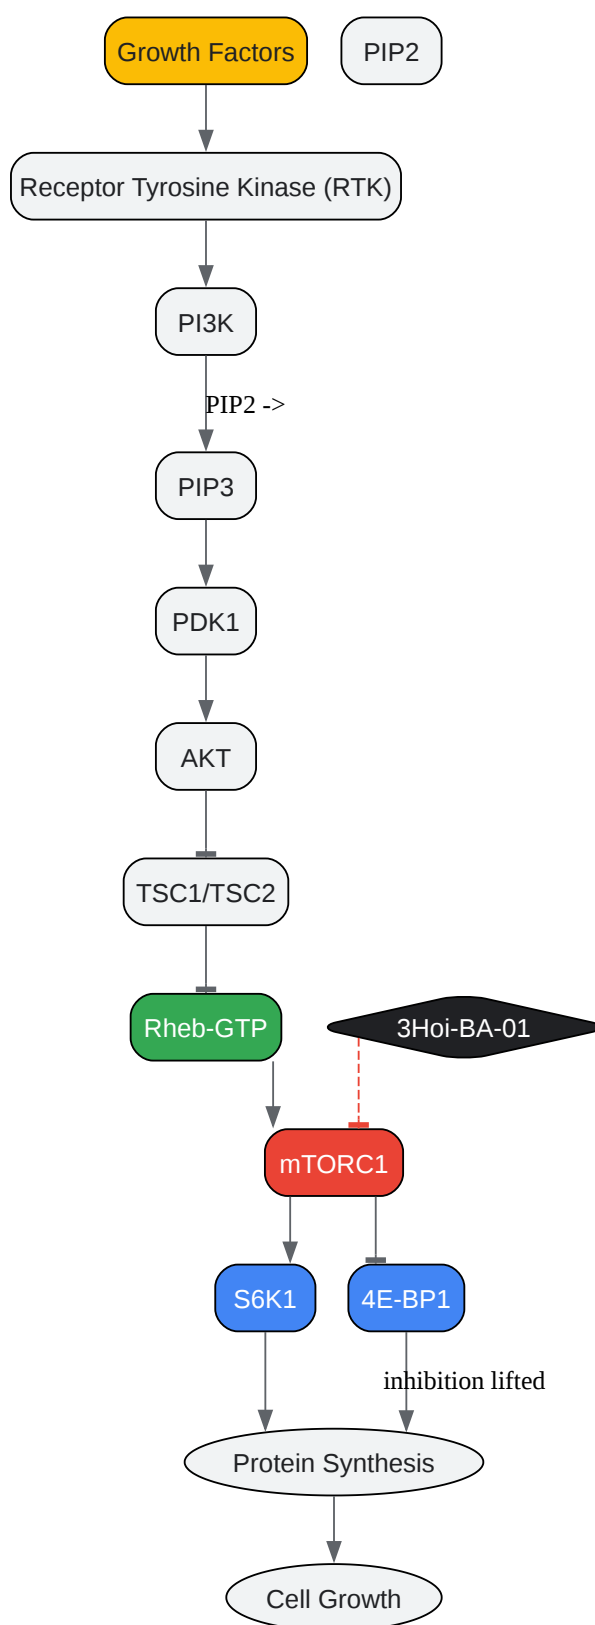 Growth Factors
PIP2
Receptor Tyrosine Kinase (RTK)
PI3K
PIP2 ->
PIP3
PDK1
AKT
TSC1/TSC2
Rheb-GTP
3Hoi-BA-01
mTORC1
S6K1
4E-BP1
inhibition lifted
Protein Synthesis
Cell Growth